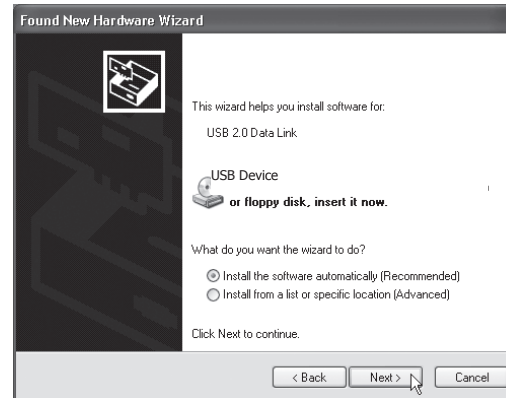 Found New Hardware Wizard
This wizard helps you install software for:
USB 2.0 Data Link
USB Device
or floppy disk, insert it now.
What do you want the wizard to do?
Install the software automatically (Recommended)
Install from a list or specific location (Advanced)
Click Next to continue.
< Back Next > Cancel